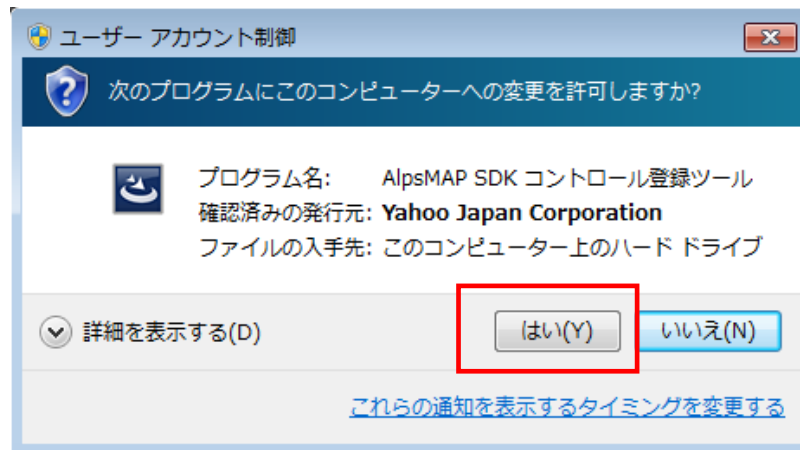 ユーザー アカウント制御
次のプログラムにこのコンピューターへの変更を許可しますか?
プログラム名: AlpsMAP SDK コントロール登録ツール
確認済みの発行元: Yahoo Japan Corporation
ファイルの入手先: このコンピューター上のハード ドライブ
詳細を表示する(D) はい(Y) いいえ(N)
これらの通知を表示するタイミングを変更する